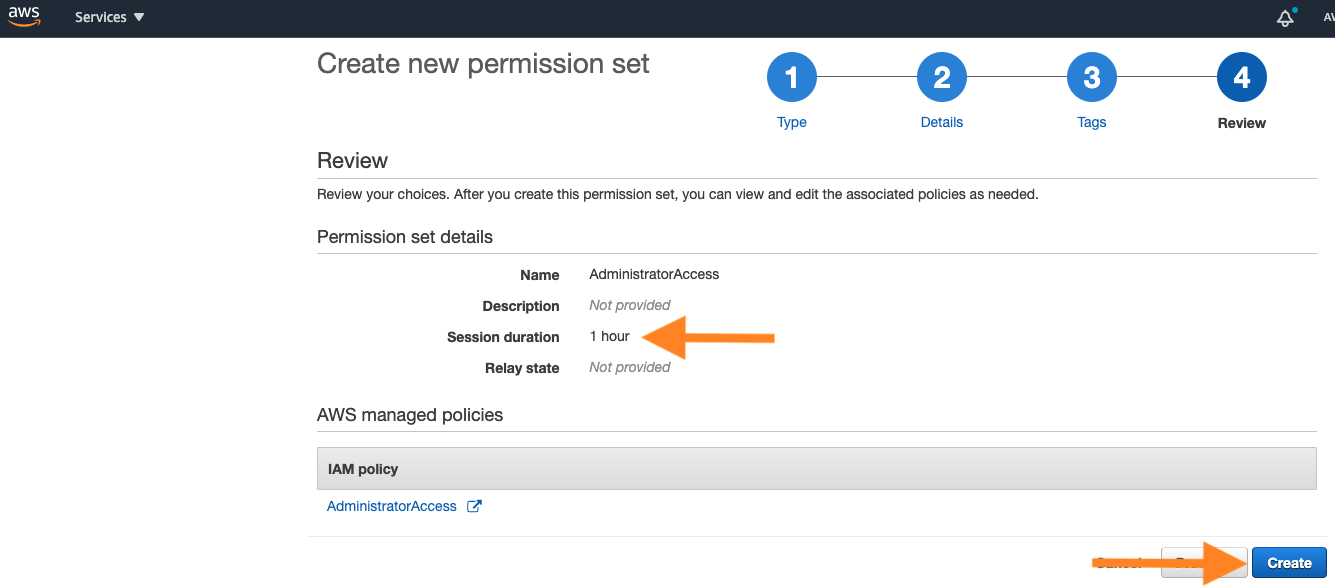 aws
Services
Create new permission set
1
2
3
4
Type
Details
Tags
Review
Review
Review your choices. After you create this permission set, you can view and edit the associated policies as needed.
Permission set details
Name AdministratorAccess
Description Not provided
Session duration 1 hour
Relay state Not provided
AWS managed policies
IAM policy
AdministratorAccess
Create